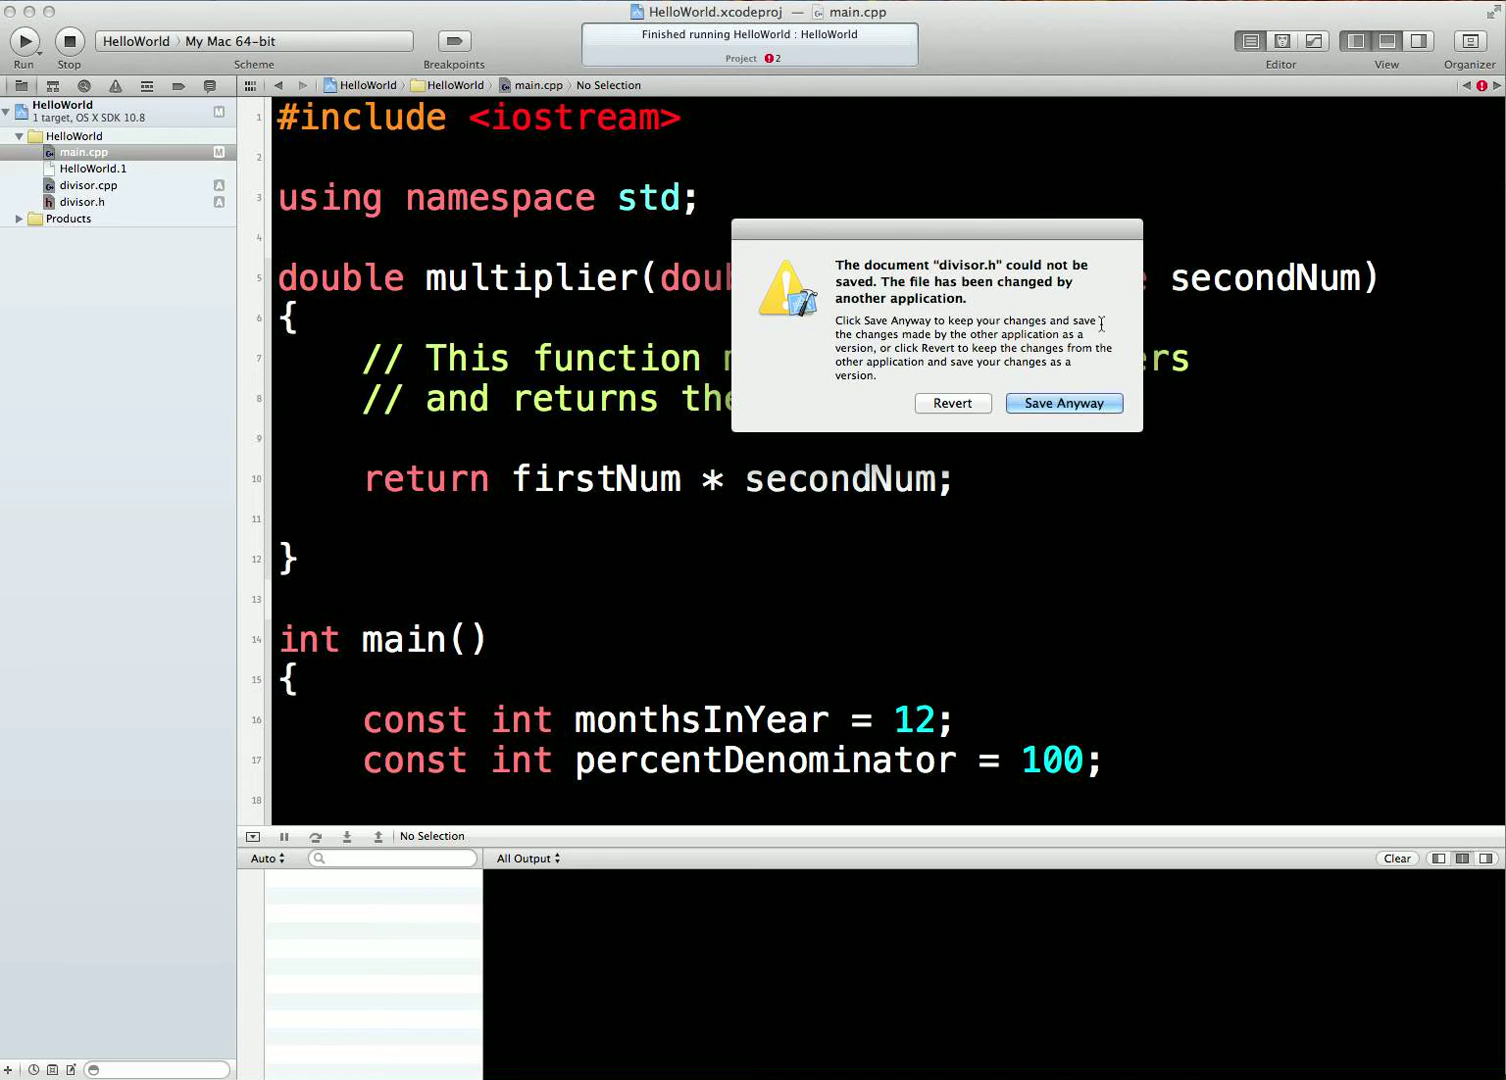 HelloWorld.xcodeproj — main.cpp
HelloWorld 〉 My Mac 64-bit
Finished running HelloWorld : HelloWorld
Project 2
Run Stop Scheme Breakpoints Editor View Organizer
HelloWorld HelloWorld main.cpp No Selection
HelloWorld M
1 target, OS X SDK 10.8
HelloWorld
main.cpp M
HelloWorld.1
divisor.cpp A
divisor.h A
Products
1 #include <iostream>
2
3 using namespace std;
4
5 double multiplier( secondNum)
6 {
7 // This function
8 // and returns
9
10 return firstNum * secondNum;
11
12 }
13
14 int main()
15 {
16 const int monthsInYear = 12;
17 const int percentDenominator = 100;
18
The document “divisor.h” could not be
saved. The file has been changed by
another application.
Click Save Anyway to keep your changes and save
the changes made by the other application as a
version, or click Revert to keep the changes from the
other application and save your changes as a
version.
Revert Save Anyway
No Selection
Auto All Output Clear